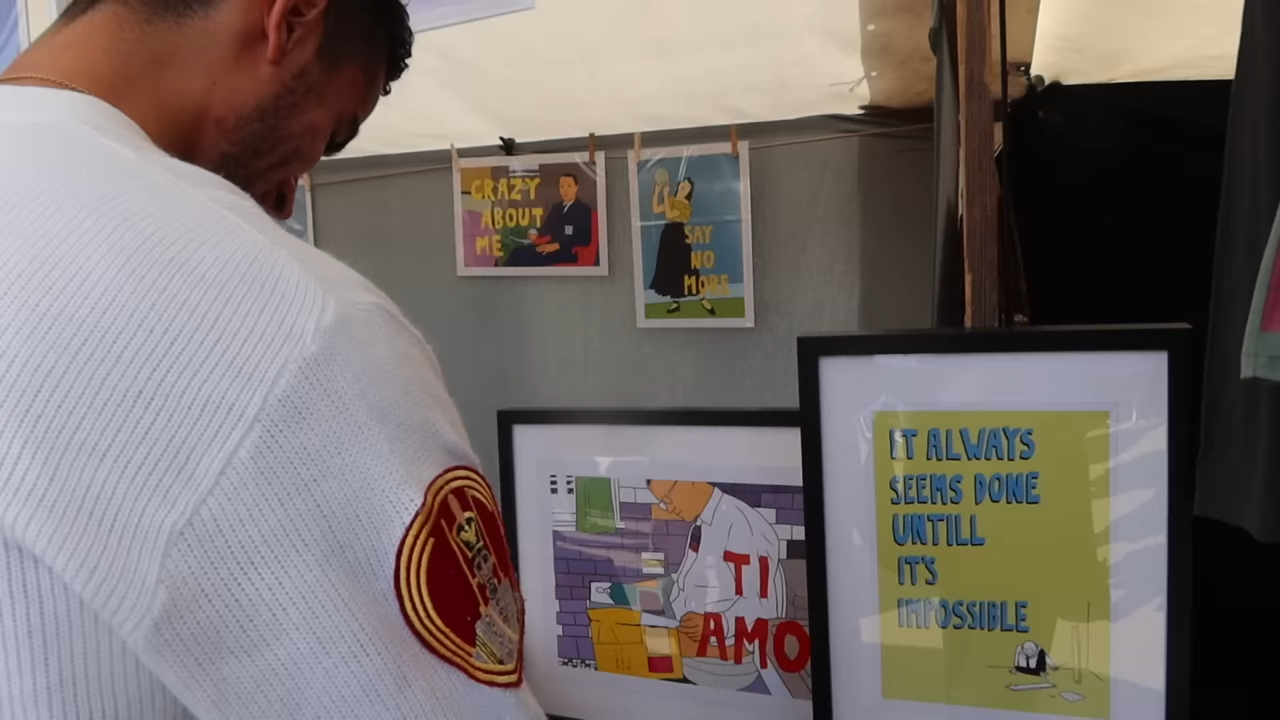 CRAZY
ABOUT
ME
SAY
NO
MORE
TI
AMO
IT ALWAYS
SEEMS DONE
UNTILL
IT'S
IMPOSSIBLE